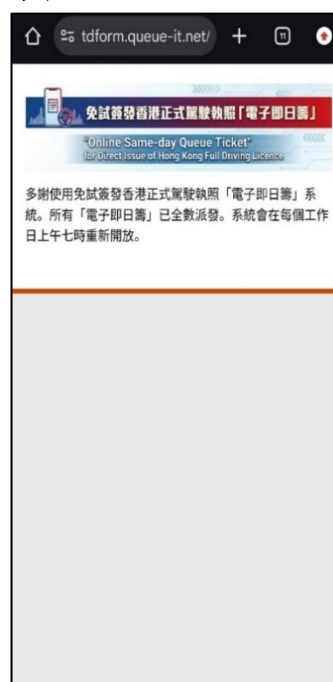 tdform.queue-it.net/
11
免試簽發香港正式駕駛執照「電子即日籌」
"Online Same-day Queue Ticket"
for Direct Issue of Hong Kong Full Driving Licence
多謝使用免試簽發香港正式駕駛執照「電子即日籌」系
統。所有「電子即日籌」已全數派發。系統會在每個工作
日上午七時重新開放。